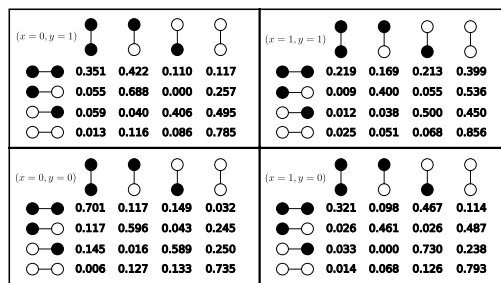 (x = 0, y = 1)
0.351 0.422 0.110 0.117
0.055 0.688 0.000 0.257
0.059 0.040 0.406 0.495
0.013 0.116 0.086 0.785
(x = 1, y = 1)
0.219 0.169 0.213 0.399
0.009 0.400 0.055 0.536
0.012 0.038 0.500 0.450
0.025 0.051 0.068 0.856
(x = 0, y = 0)
0.701 0.117 0.149 0.032
0.117 0.596 0.043 0.245
0.145 0.016 0.589 0.250
0.006 0.127 0.133 0.735
(x = 1, y = 0)
0.321 0.098 0.467 0.114
0.026 0.461 0.026 0.487
0.033 0.000 0.730 0.238
0.014 0.068 0.126 0.793